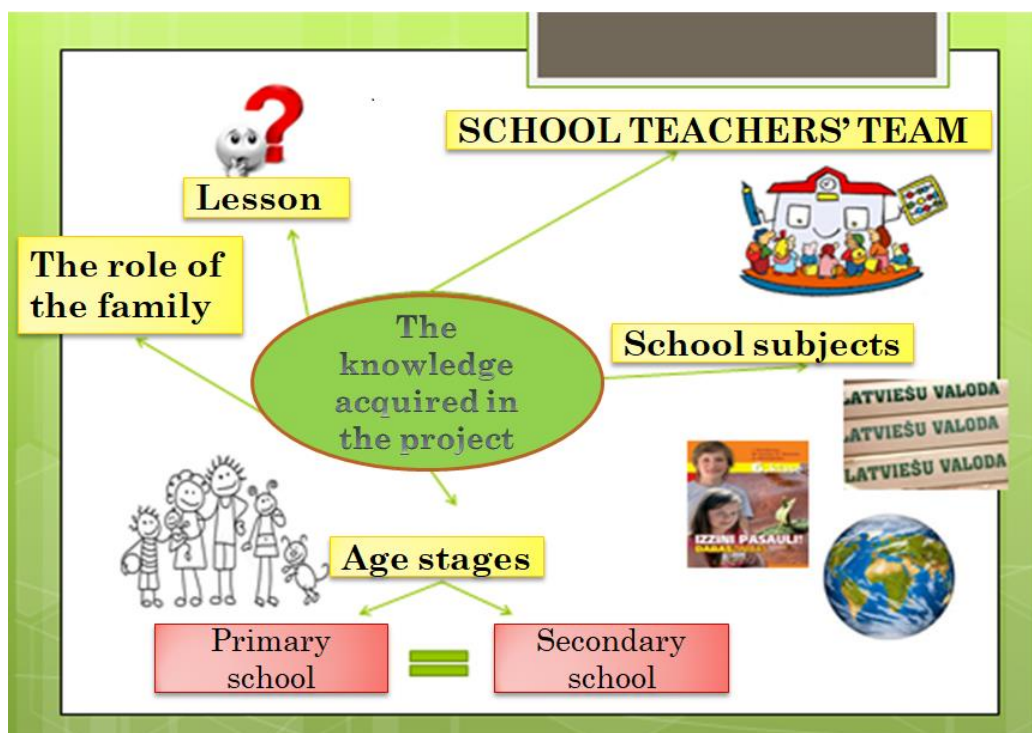 SCHOOL TEACHERS' TEAM
Lesson
The role of
the family
The
knowledge
acquired in
the project
School subjects
LATVIEŠU VALODA
LATVIEŠU VALODA
LATVIEŠU VALODA
IZZINI PASAULI!
Age stages
Primary
school
Secondary
school